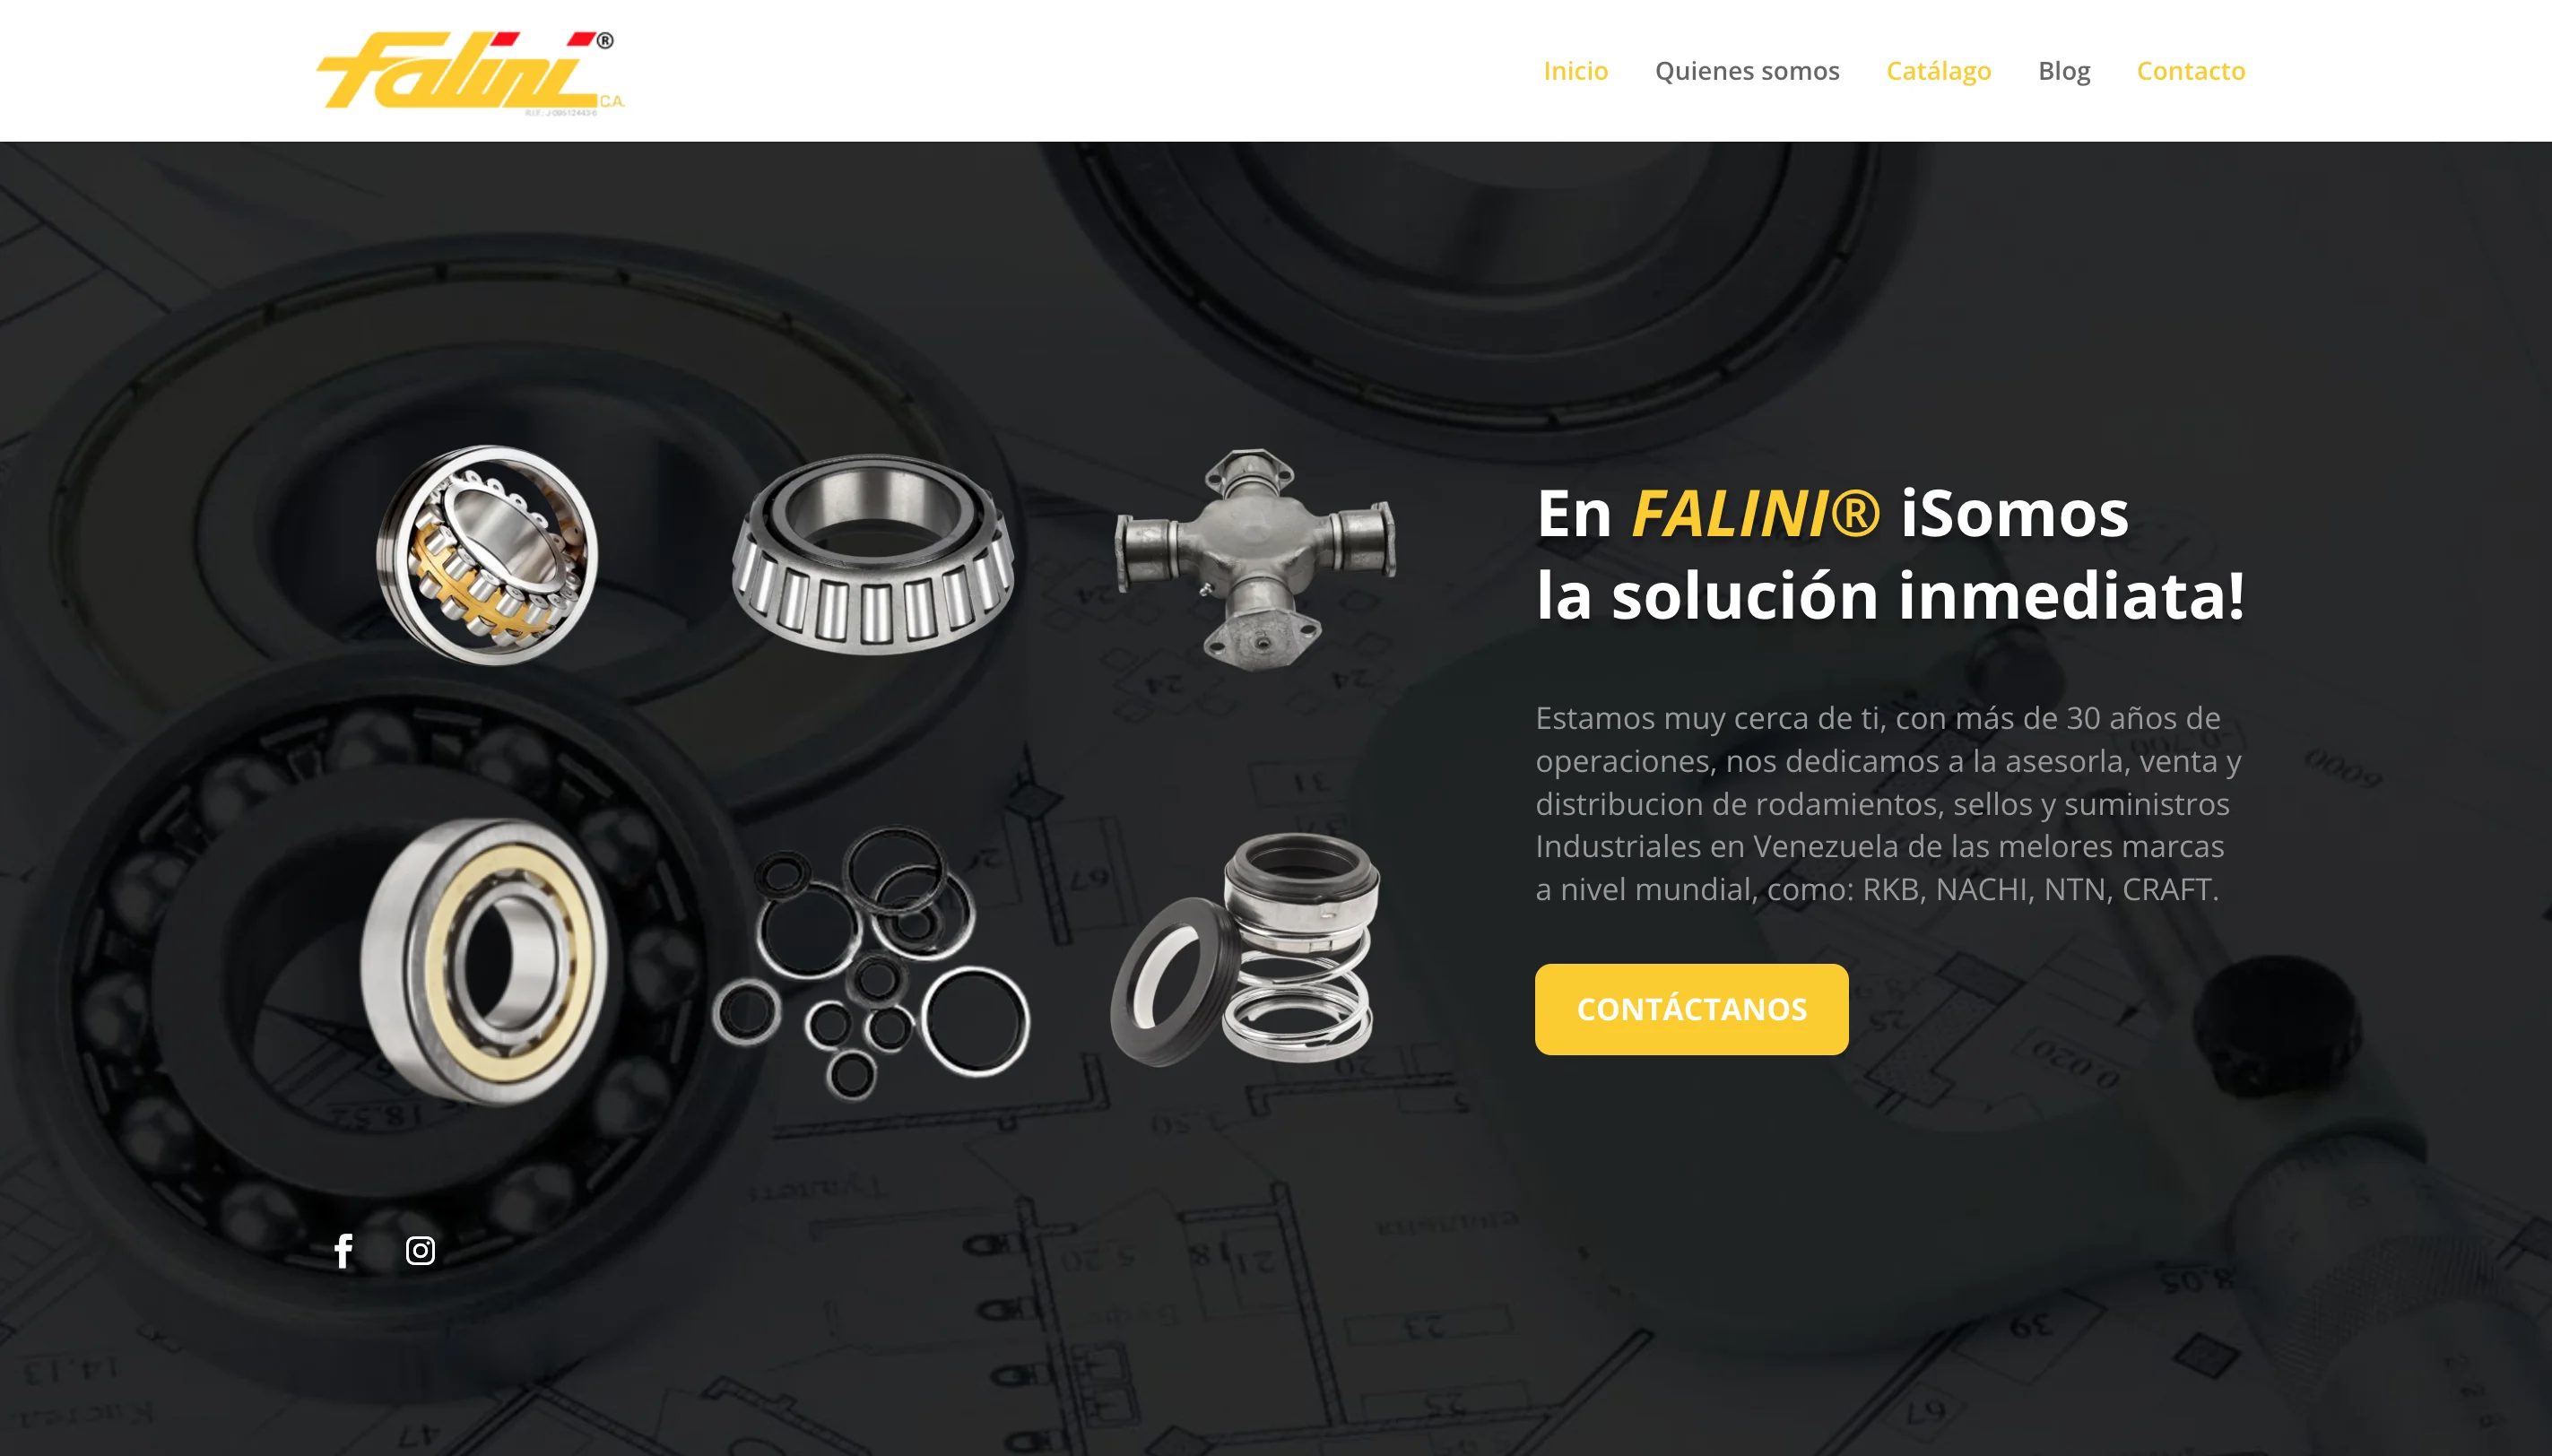 falini®
C.A.
Inicio
Quienes somos
Catálago
Blog
Contacto
En FALINI® iSomos
la solución inmediata!
Estamos muy cerca de ti, con más de 30 años de
operaciones, nos dedicamos a la asesorla, venta y
distribucion de rodamientos, sellos y suministros
Industriales en Venezuela de las melores marcas
a nivel mundial, como: RKB, NACHI, NTN, CRAFT.
CONTÁCTANOS